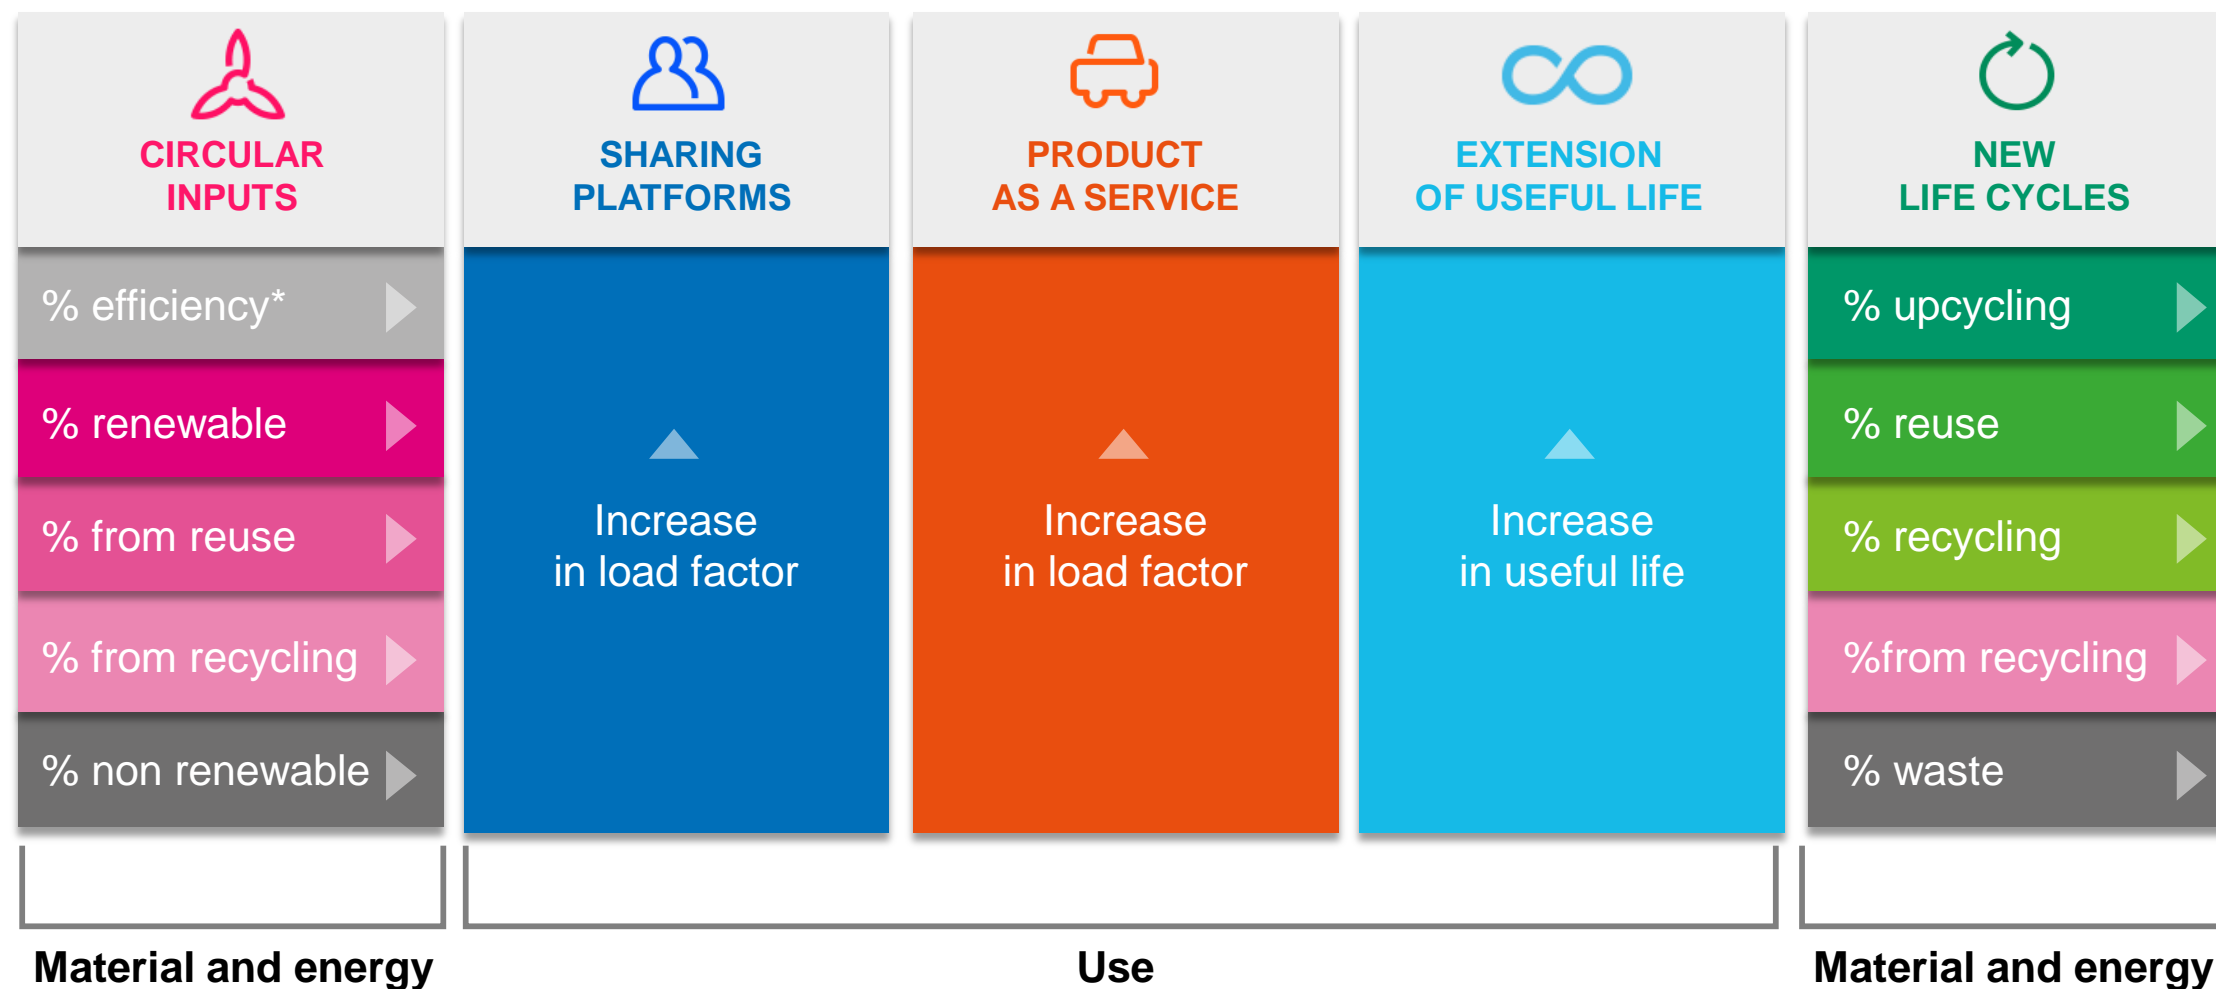 CIRCULAR
INPUTS
% efficiency*
% renewable
% from reuse
% from recycling
% non renewable
SHARING
PLATFORMS
Increase
in load factor
PRODUCT
AS A SERVICE
Increase
in load factor
EXTENSION
OF USEFUL LIFE
Increase
in useful life
NEW
LIFE CYCLES
% upcycling
% reuse
% recycling
%from recycling
% waste
Material and energy
Use
Material and energy